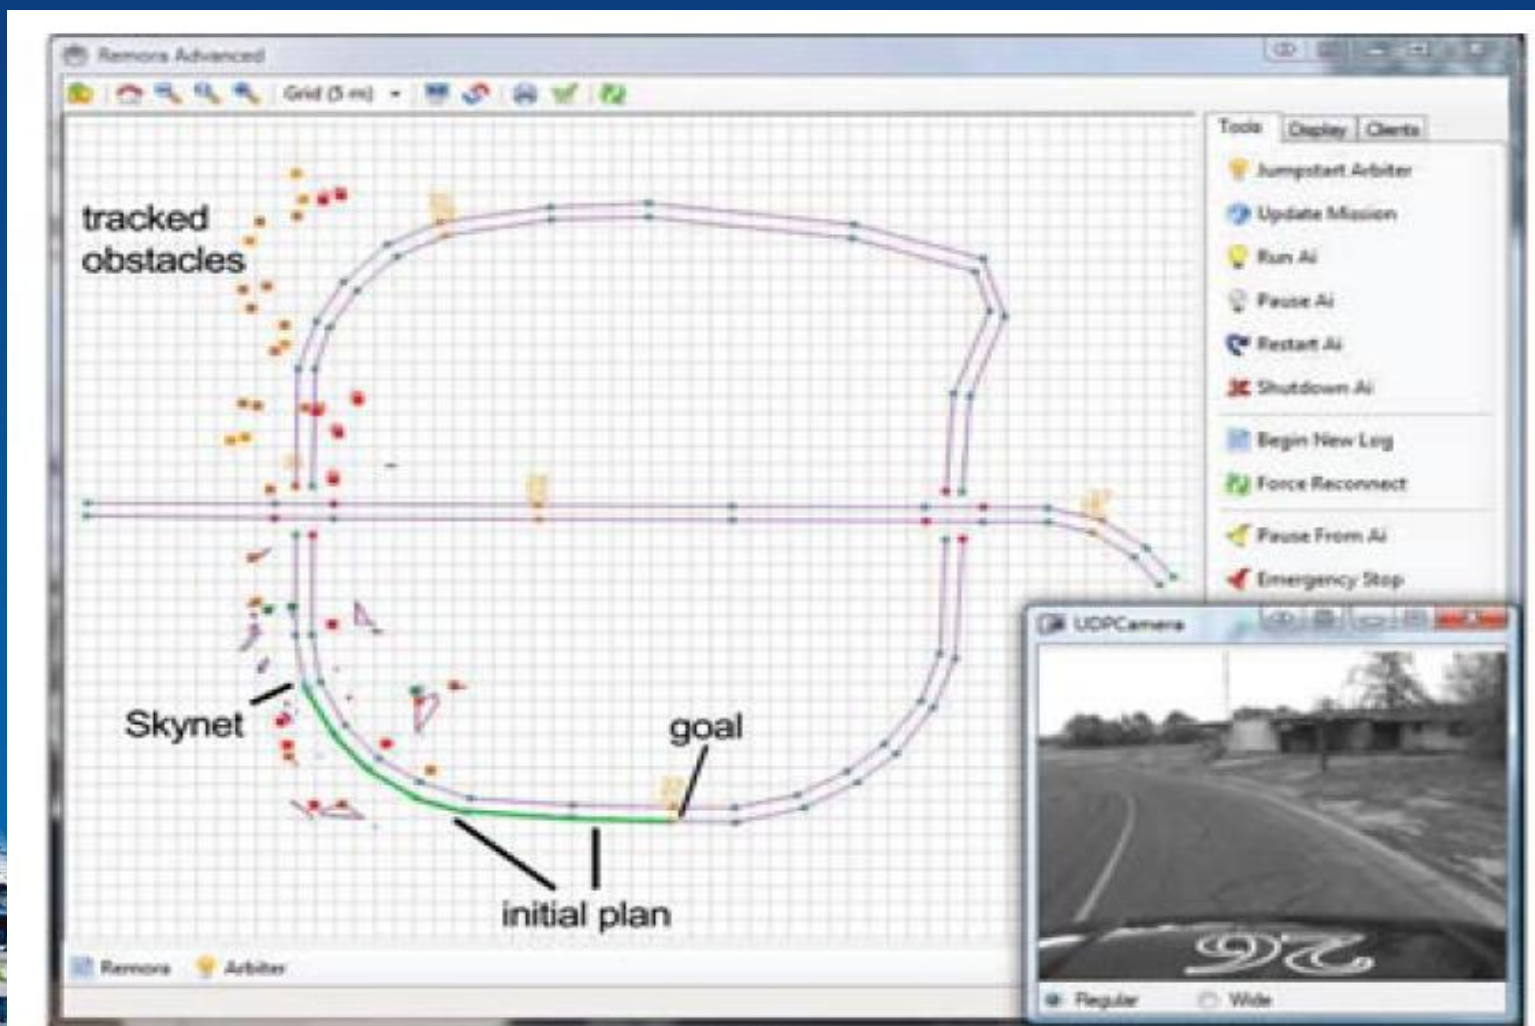 Remora Advanced
Grid (5 m)
Tools Display Clients
Jumpstart Arbiter
Update Mission
Run Ai
Pause Ai
Restart Ai
Shutdown Ai
Begin New Log
Force Reconnect
Pause From Ai
Emergency Stop
tracked
obstacles
Skynet
goal
initial plan
UDPCamera
26
Regular Wide
Remora Arbiter